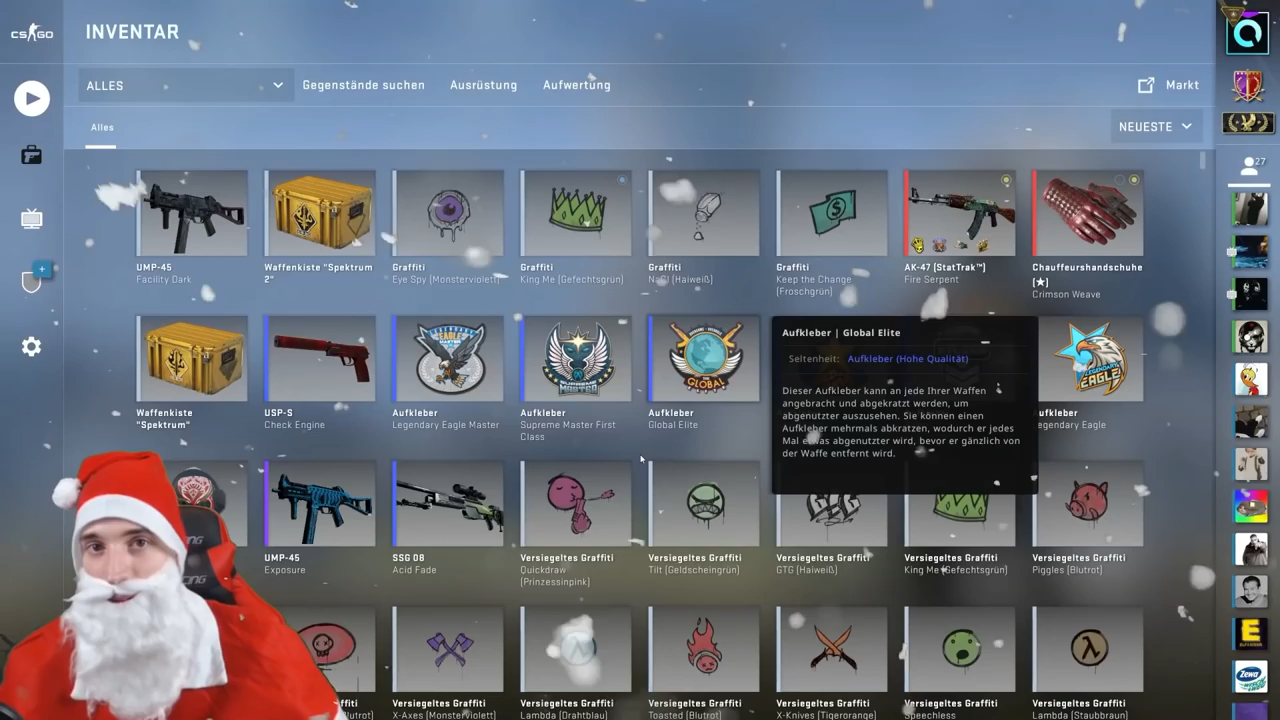 CS:GO
INVENTAR
ALLES
Gegenstände suchen
Ausrüstung
Aufwertung
Markt
Alles
NEUESTE
27
UMP-45
Facility Dark
Waffenkiste "Spektrum
2"
Graffiti
Eye Spy (Monsterviolett)
Graffiti
King Me (Gefechtsgrün)
Graffiti
NaCl (Haiweiß)
Graffiti
Keep the Change
(Froschgrün)
AK-47 (StatTrak™)
Fire Serpent
Chauffeurshandschuhe
(★)
Crimson Weave
Waffenkiste
"Spektrum"
USP-S
Check Engine
Aufkleber
Legendary Eagle Master
Aufkleber
Supreme Master First
Class
Aufkleber
Global Elite
Aufkleber | Global Elite
Seltenheit: Aufkleber (Hohe Qualität)
Dieser Aufkleber kann an jede Ihrer Waffen
angebracht und abgekratzt werden, um
abgenutzter auszusehen. Sie können einen
Aufkleber mehrmals abkratzen, wodurch er jedes
Mal etwas abgenutzter wird, bevor er gänzlich von
der Waffe entfernt wird.
Aufkleber
Legendary Eagle
UMP-45
Exposure
SSG 08
Acid Fade
Versiegeltes Graffiti
Quickdraw
(Prinzessinpink)
Versiegeltes Graffiti
Tilt (Geldscheingrün)
Versiegeltes Graffiti
GTG (Haiweiß)
Versiegeltes Graffiti
King Me (Gefechtsgrün)
Versiegeltes Graffiti
Piggles (Blutrot)
Versiegeltes Graffiti
X-Axes (Monsterviolett)
Versiegeltes Graffiti
Lambda (Drahtblau)
Versiegeltes Graffiti
Toasted (Blutrot)
Versiegeltes Graffiti
X-Knives (Tigerorange)
Versiegeltes Graffiti
Speechless
Versiegeltes Graffiti
Lambda (Staubbraun)
Zewa